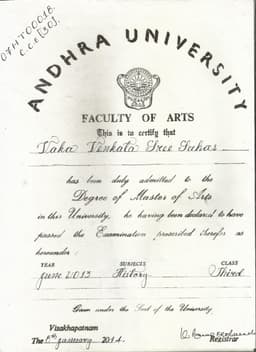 07HT00018.
C.C.C[30].
ANDHRA UNIVERSITY
FACULTY OF ARTS
This is to certify that
Vaka Venkata Sree Suhas
has been duly admitted to the
Degree of Master of Arts
in this University, he having been declared to have
passed the Examination prescribed therefor as
hereunder :
YEAR SUBJECTS CLASS
June 2013 History Third
Given under the Seal of the University
Visakhapatnam
The January 2014. Registrar